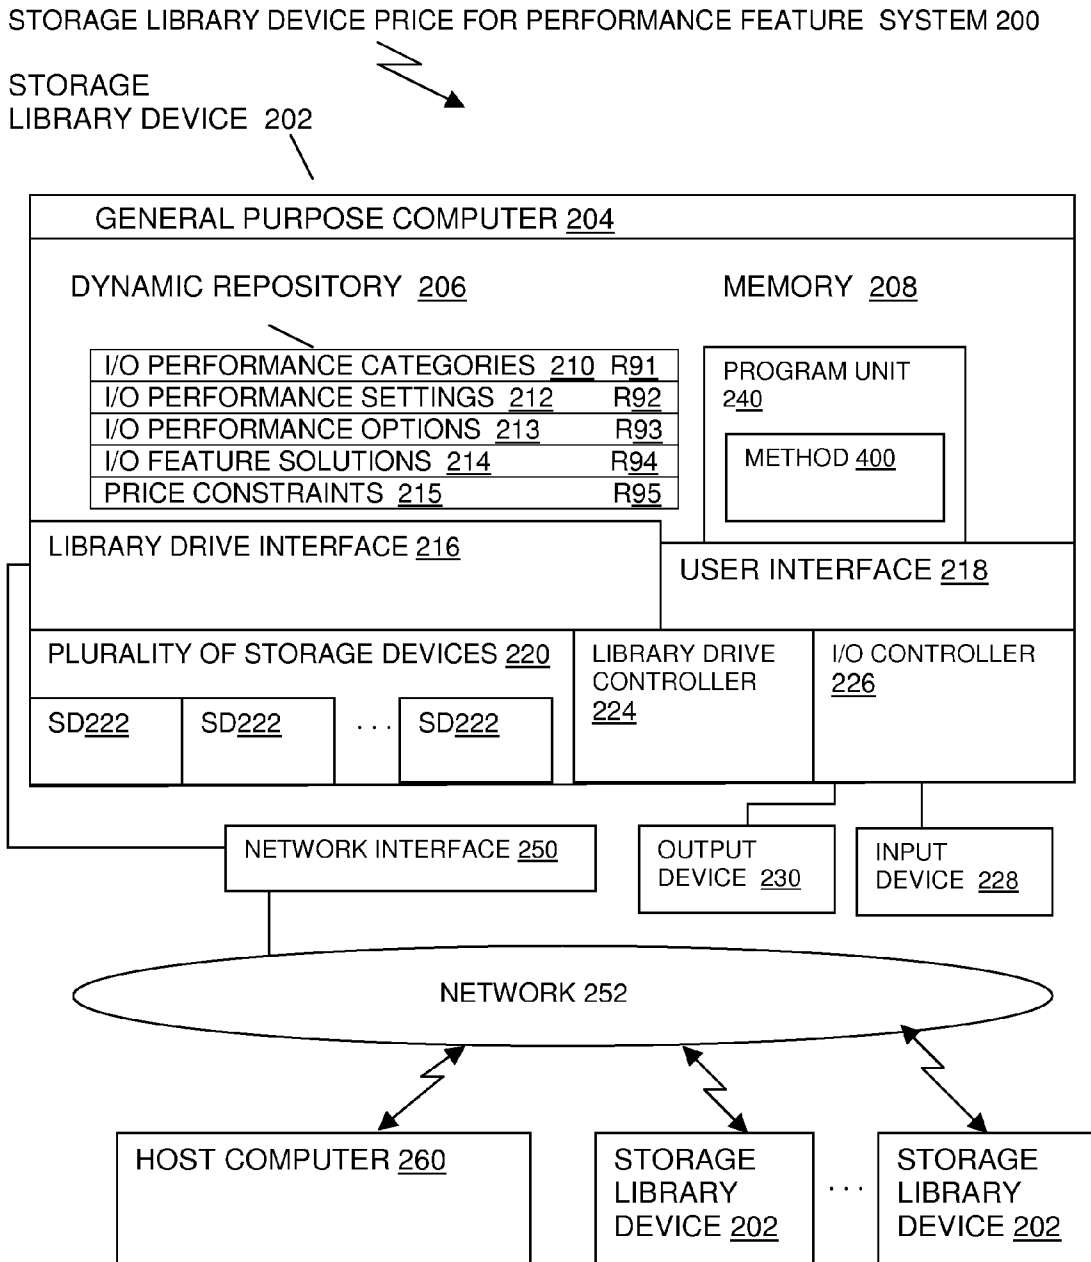 STORAGE LIBRARY DEVICE PRICE FOR PERFORMANCE FEATURE SYSTEM 200
STORAGE
LIBRARY DEVICE 202
GENERAL PURPOSE COMPUTER 204
DYNAMIC REPOSITORY 206
MEMORY 208
I/O PERFORMANCE CATEGORIES 210 R91
I/O PERFORMANCE SETTINGS 212 R92
I/O PERFORMANCE OPTIONS 213 R93
I/O FEATURE SOLUTIONS 214 R94
PRICE CONSTRAINTS 215 R95
PROGRAM UNIT
240
METHOD 400
LIBRARY DRIVE INTERFACE 216
USER INTERFACE 218
PLURALITY OF STORAGE DEVICES 220
SD222
SD222
...
SD222
LIBRARY DRIVE
CONTROLLER
224
I/O CONTROLLER
226
NETWORK INTERFACE 250
OUTPUT
DEVICE 230
INPUT
DEVICE 228
NETWORK 252
HOST COMPUTER 260
STORAGE
LIBRARY
DEVICE 202
...
STORAGE
LIBRARY
DEVICE 202